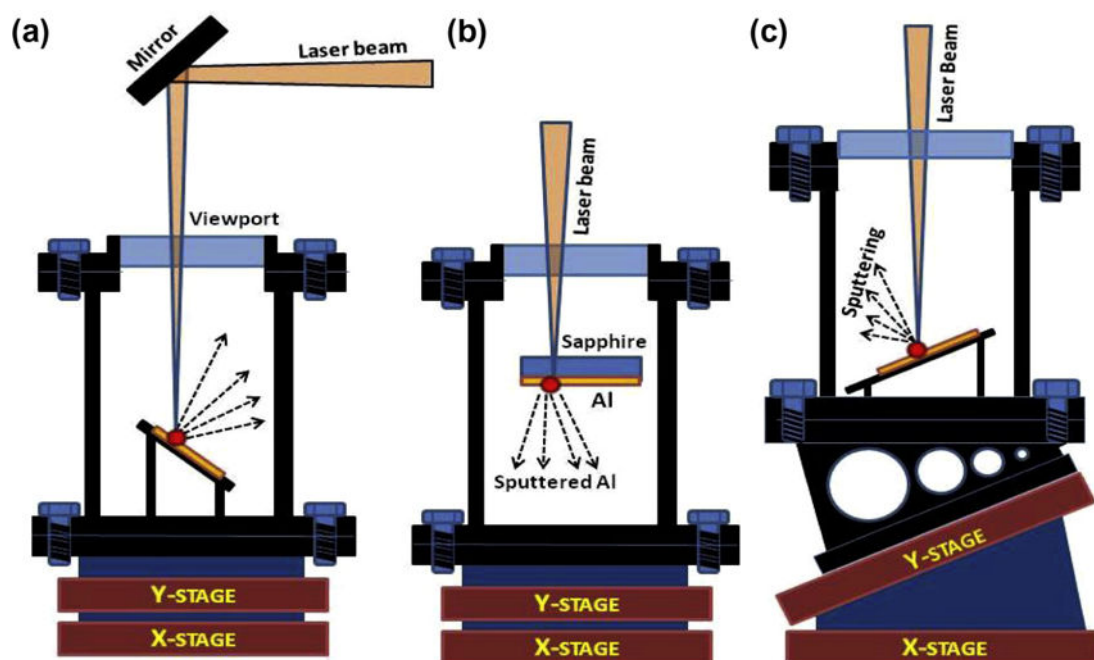 (a)
Mirror
Laser beam
Viewport
Y-STAGE
X-STAGE
(b)
Laser beam
Sapphire
Al
Sputtered Al
Y-STAGE
X-STAGE
(c)
Laser Beam
Sputtering
Y-STAGE
X-STAGE